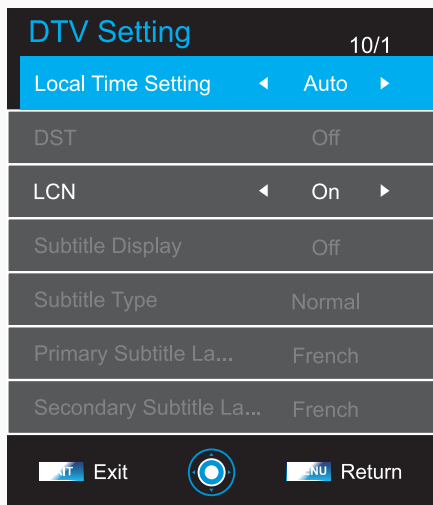 DTV Setting
10/1
Local Time Setting Auto
DST Off
LCN On
Subtitle Display Off
Subtitle Type Normal
Primary Subtitle La... French
Secondary Subtitle La... French
Exit Return